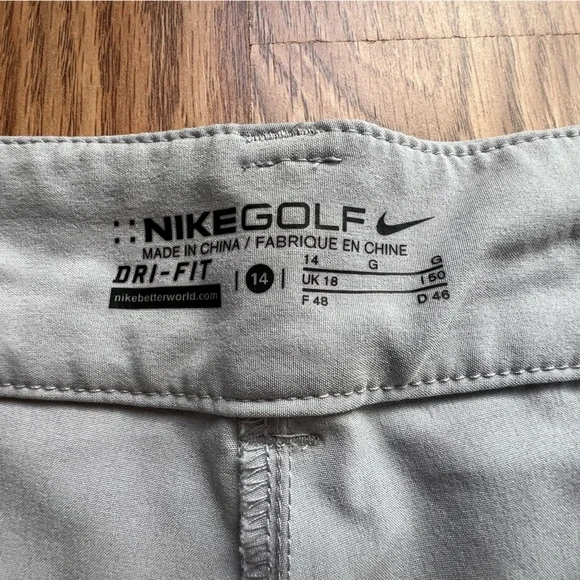 NIKEGOLF
MADE IN CHINA / FABRIQUE EN CHINE
DRI-FIT
nikebetterworld.com
14
14 G G
UK 18 I 50
F 48 D 46